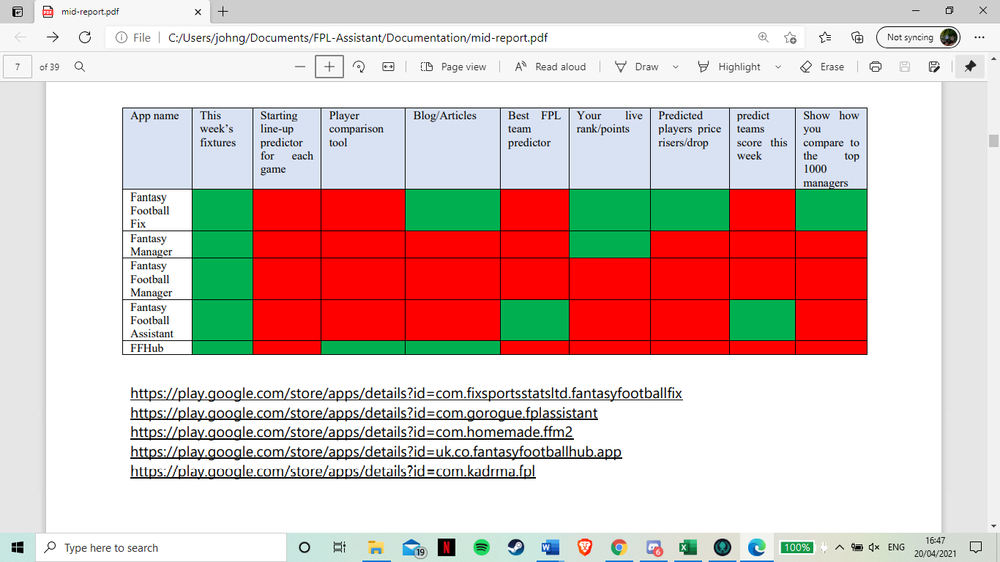 mid-report.pdf
File C:/Users/johng/Documents/FPL-Assistant/Documentation/mid-report.pdf Not syncing
7 of 39 Page view Read aloud Draw Highlight Erase
App name
This
week’s
fixtures
Starting
line-up
predictor
for each
game
Player
comparison
tool
Blog/Articles
Best FPL
team
predictor
Your live
rank/points
Predicted
players price
risers/drop
predict
teams
score this
week
Show how
you
compare to
the top
1000
managers
Fantasy
Football
Fix
Fantasy
Manager
Fantasy
Football
Manager
Fantasy
Football
Assistant
FFHub
https://play.google.com/store/apps/details?id=com.fixsportsstatsltd.fantasyfootballfix
https://play.google.com/store/apps/details?id=com.gorogue.fplassistant
https://play.google.com/store/apps/details?id=com.homemade.ffm2
https://play.google.com/store/apps/details?id=uk.co.fantasyfootballhub.app
https://play.google.com/store/apps/details?id=com.kadrma.fpl
Type here to search 19 N 6 100% ENG 16:47
20/04/2021